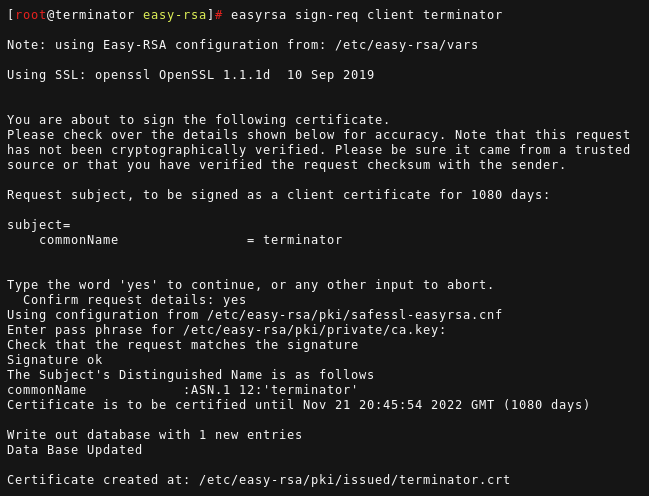 [root@terminator easy-rsa]# easyrsa sign-req client terminator
Note: using Easy-RSA configuration from: /etc/easy-rsa/vars
Using SSL: openssl OpenSSL 1.1.1d  10 Sep 2019
You are about to sign the following certificate.
Please check over the details shown below for accuracy. Note that this request
has not been cryptographically verified. Please be sure it came from a trusted
source or that you have verified the request checksum with the sender.
Request subject, to be signed as a client certificate for 1080 days:
subject=
    commonName                = terminator
Type the word 'yes' to continue, or any other input to abort.
  Confirm request details: yes
Using configuration from /etc/easy-rsa/pki/safessl-easyrsa.cnf
Enter pass phrase for /etc/easy-rsa/pki/private/ca.key:
Check that the request matches the signature
Signature ok
The Subject's Distinguished Name is as follows
commonName            :ASN.1 12:'terminator'
Certificate is to be certified until Nov 21 20:45:54 2022 GMT (1080 days)
Write out database with 1 new entries
Data Base Updated
Certificate created at: /etc/easy-rsa/pki/issued/terminator.crt